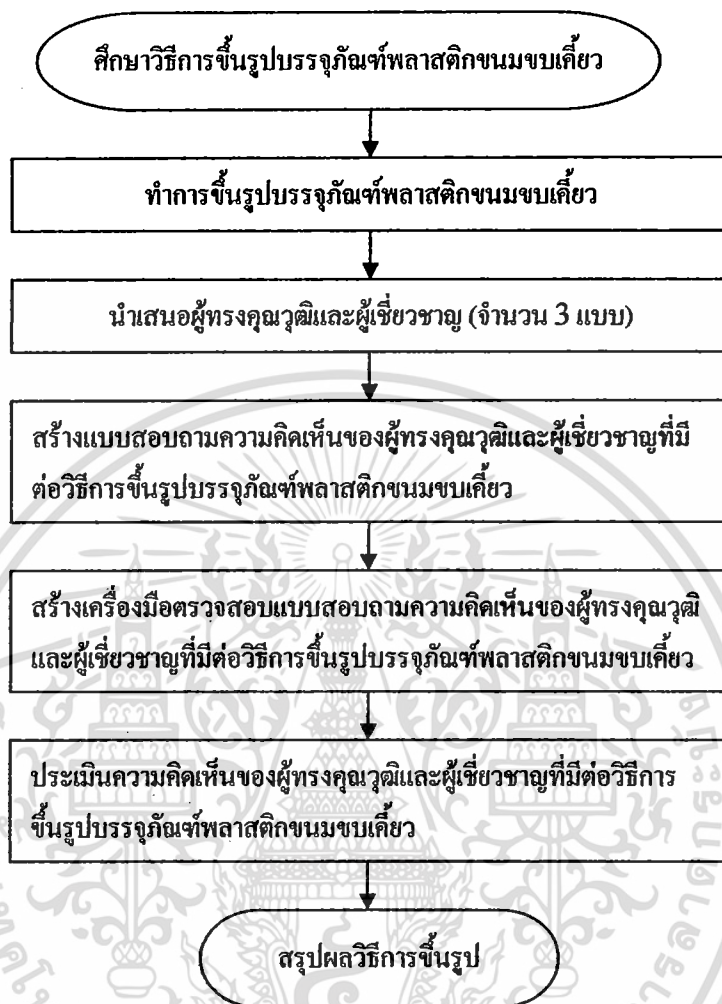 ศึกษาวิธีการขึ้นรูปบรรจุภัณฑ์พลาสติกขนมขบเคี้ยว
ทำการขึ้นรูปบรรจุภัณฑ์พลาสติกขนมขบเคี้ยว
นำเสนอผู้ทรงคุณวุฒิและผู้เชี่ยวชาญ (จำนวน 3 แบบ)
สร้างแบบสอบถามความคิดเห็นของผู้ทรงคุณวุฒิและผู้เชี่ยวชาญที่มี
ต่อวิธีการขึ้นรูปบรรจุภัณฑ์พลาสติกขนมขบเคี้ยว
สร้างเครื่องมือตรวจสอบแบบสอบถามความคิดเห็นของผู้ทรงคุณวุฒิ
และผู้เชี่ยวชาญที่มีต่อวิธีการขึ้นรูปบรรจุภัณฑ์พลาสติกขนมขบเคี้ยว
ประเมินความคิดเห็นของผู้ทรงคุณวุฒิและผู้เชี่ยวชาญที่มีต่อวิธีการ
ขึ้นรูปบรรจุภัณฑ์พลาสติกขนมขบเคี้ยว
สรุปผลวิธีการขึ้นรูป